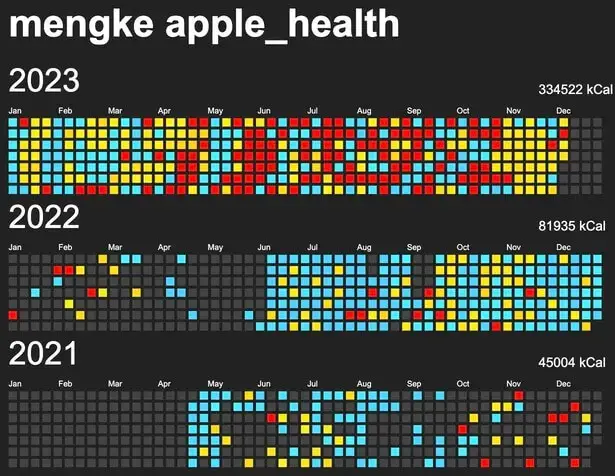 mengke apple_health
2023
334522 kCal
Jan Feb Mar Apr May Jun Jul Aug Sep Oct Nov Dec
2022
81935 kCal
Jan Feb Mar Apr May Jun Jul Aug Sep Oct Nov Dec
2021
45004 kCal
Jan Feb Mar Apr May Jun Jul Aug Sep Oct Nov Dec